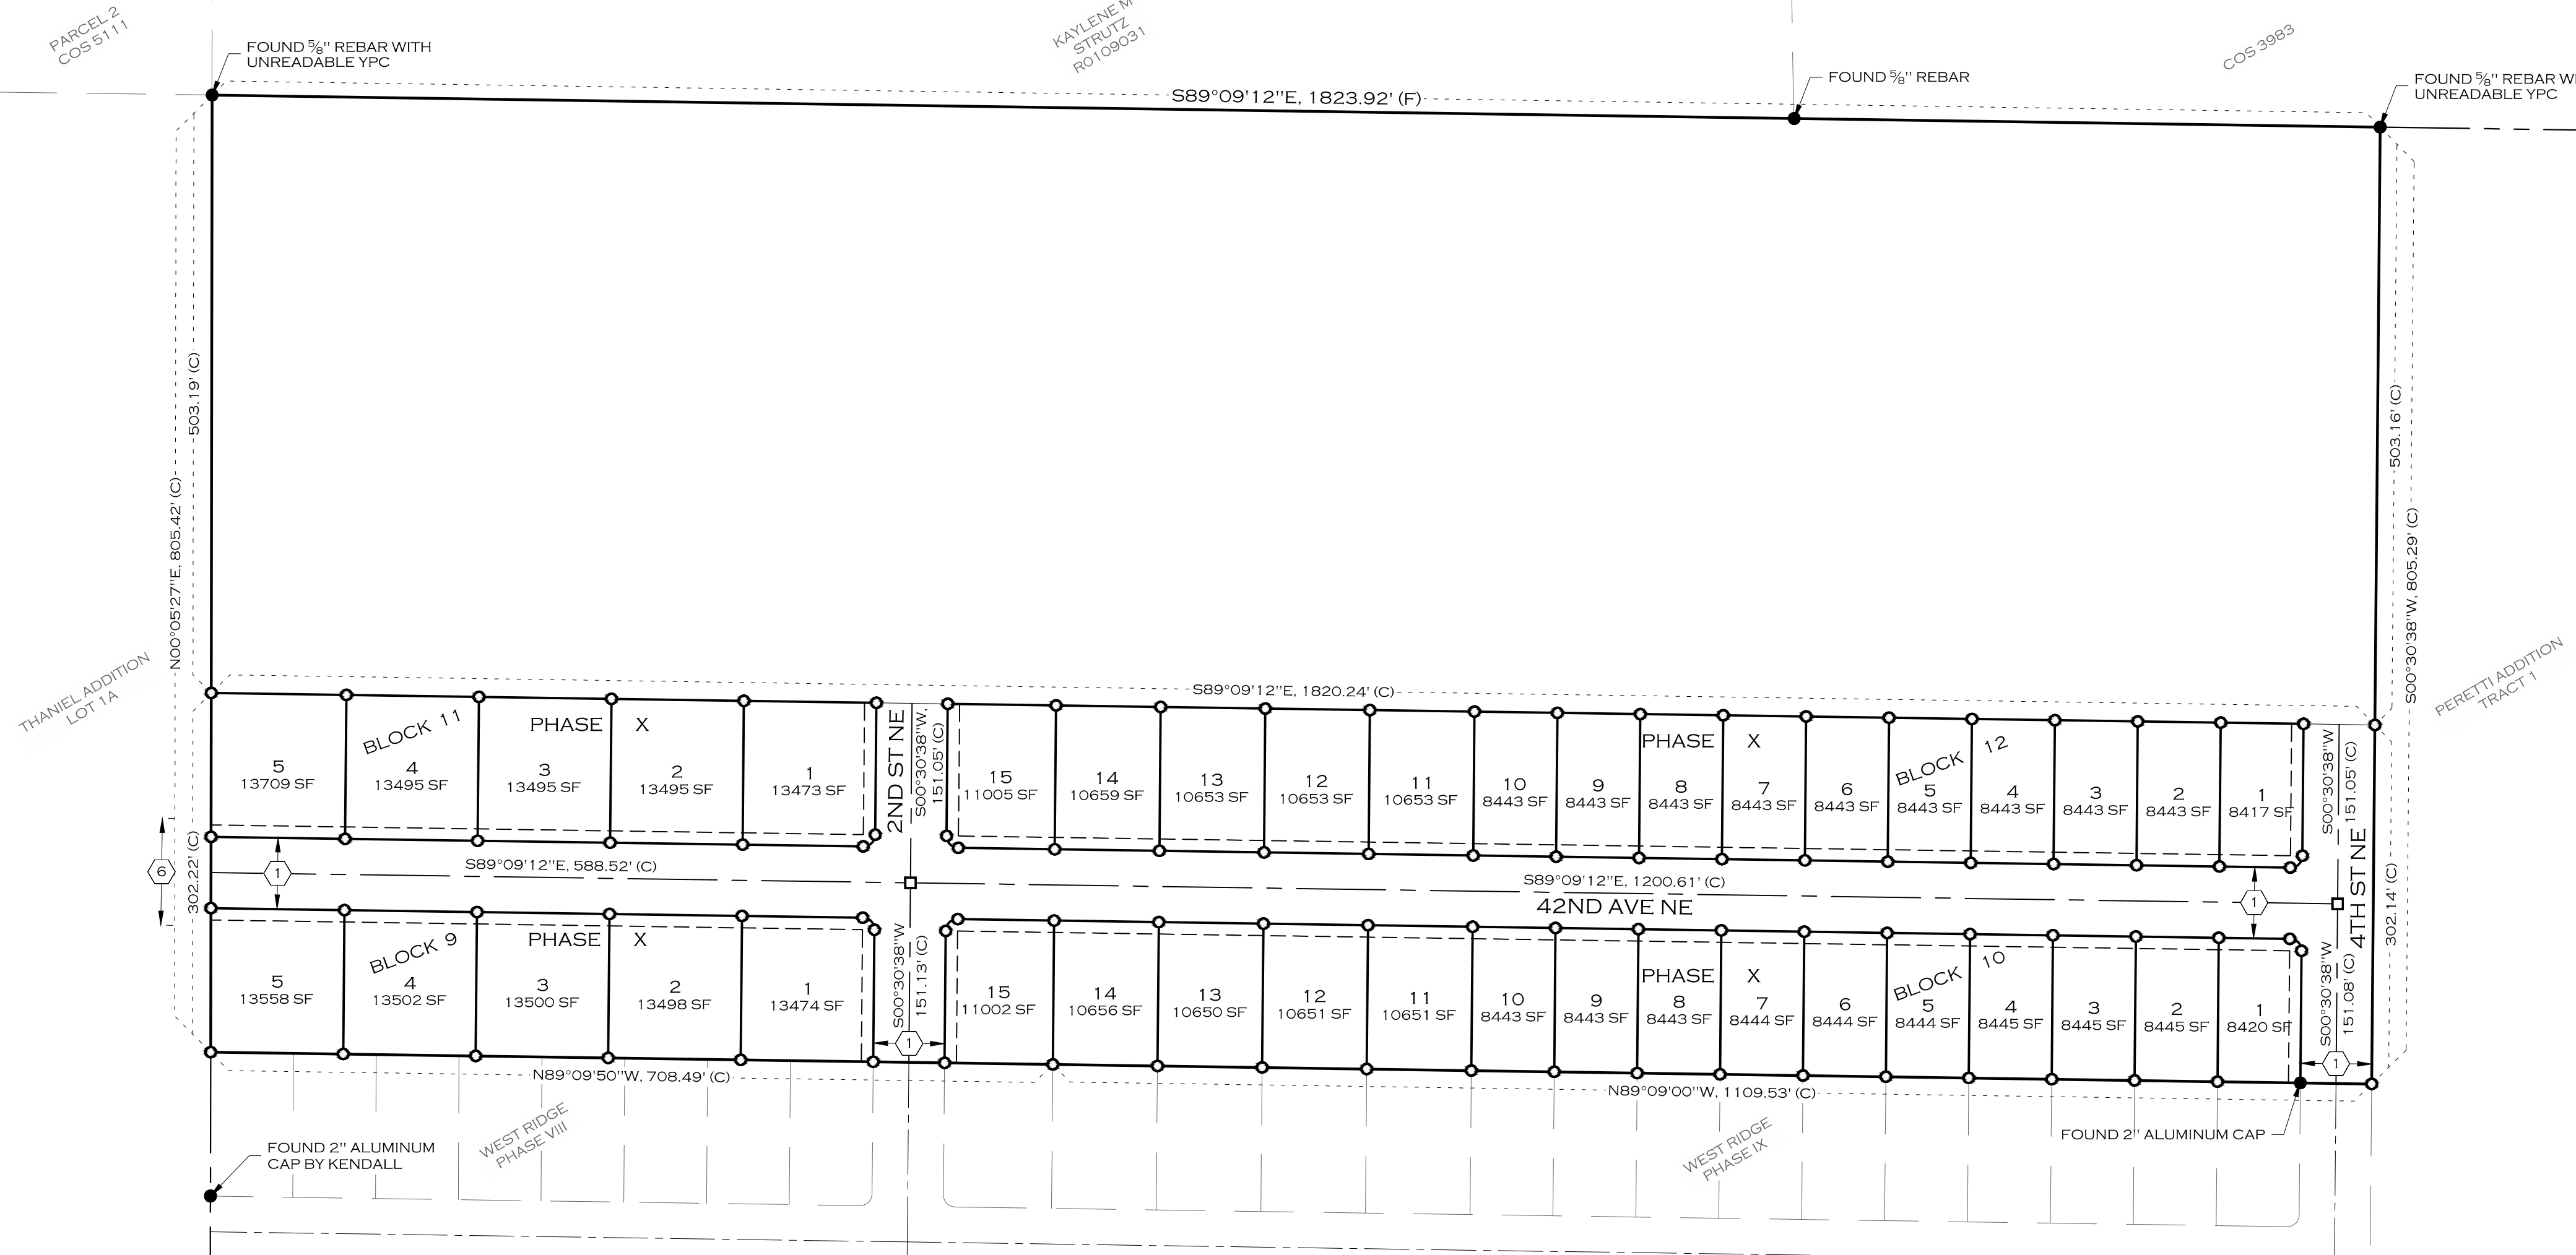 PARCEL 2
COS 5111
FOUND ⅝" REBAR WITH
UNREADABLE YPC
KAYLENE M
STRUTZ
R0109031
S89°09'12"E, 1823.92' (F)
FOUND ⅝" REBAR
COS 3983
FOUND ⅝" REBAR WI
UNREADABLE YPC
503.19' (C)
N00°05'27"E, 805.42' (C)
503.16' (C)
S00°30'38"W, 805.29' (C)
THANIEL ADDITION
LOT 1A
PERETTI ADDITION
TRACT 1
S89°09'12"E, 1820.24' (C)
BLOCK 11
PHASE X
5
13709 SF
4
13495 SF
3
13495 SF
2
13495 SF
1
13473 SF
2ND ST NE
S00°30'38"W,
151.05' (C)
PHASE X
BLOCK 12
15
11005 SF
14
10659 SF
13
10653 SF
12
10653 SF
11
10653 SF
10
8443 SF
9
8443 SF
8
8443 SF
7
8443 SF
6
8443 SF
5
8443 SF
4
8443 SF
3
8443 SF
2
8443 SF
1
8417 SF
S00°30'38"W
151.05' (C)
4TH ST NE
6
302.22' (C)
1
S89°09'12"E, 588.52' (C)
S89°09'12"E, 1200.61' (C)
42ND AVE NE
1
302.14' (C)
BLOCK 9
PHASE X
5
13558 SF
4
13502 SF
3
13500 SF
2
13498 SF
1
13474 SF
S00°30'38"W
151.13' (C)
1
PHASE X
BLOCK 10
15
11002 SF
14
10656 SF
13
10650 SF
12
10651 SF
11
10651 SF
10
8443 SF
9
8443 SF
8
8443 SF
7
8444 SF
6
8444 SF
5
8444 SF
4
8445 SF
3
8445 SF
2
8445 SF
1
8420 SF
S00°30'38"W
151.08' (C)
1
N89°09'50"W, 708.49' (C)
N89°09'00"W, 1109.53' (C)
WEST RIDGE
PHASE VIII
WEST RIDGE
PHASE IX
FOUND 2" ALUMINUM
CAP BY KENDALL
FOUND 2" ALUMINUM CAP